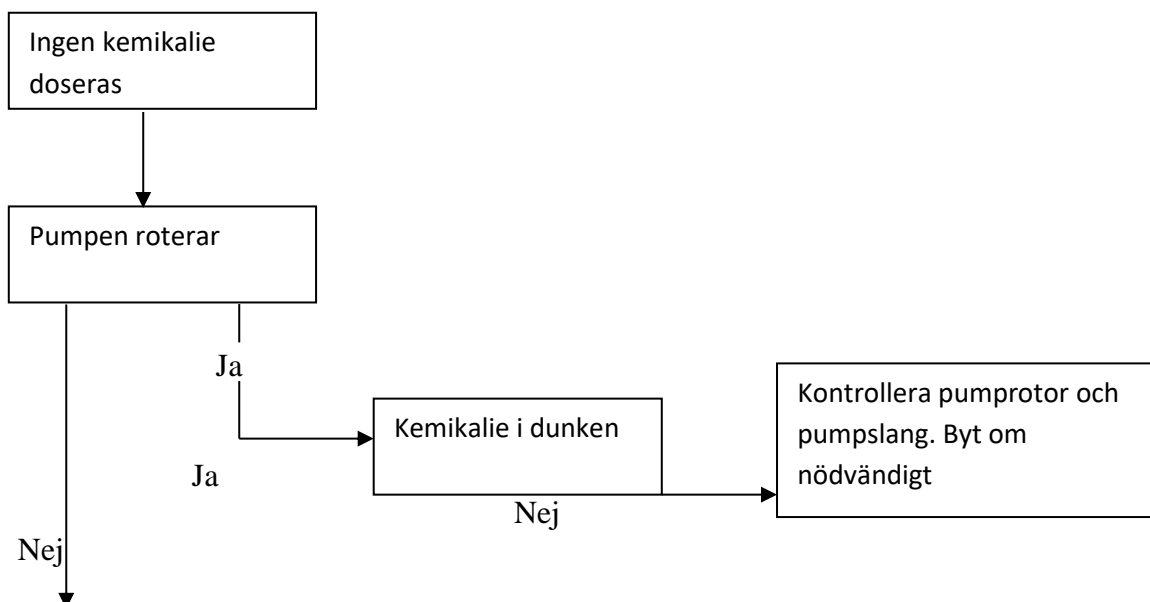 Ingen kemikalie
doseras
Pumpen roterar
Ja
Kontrollera pumprotor och
pumpslang. Byt om
nödvändigt
Kemikalie i dunken
Ja
Nej
Nej